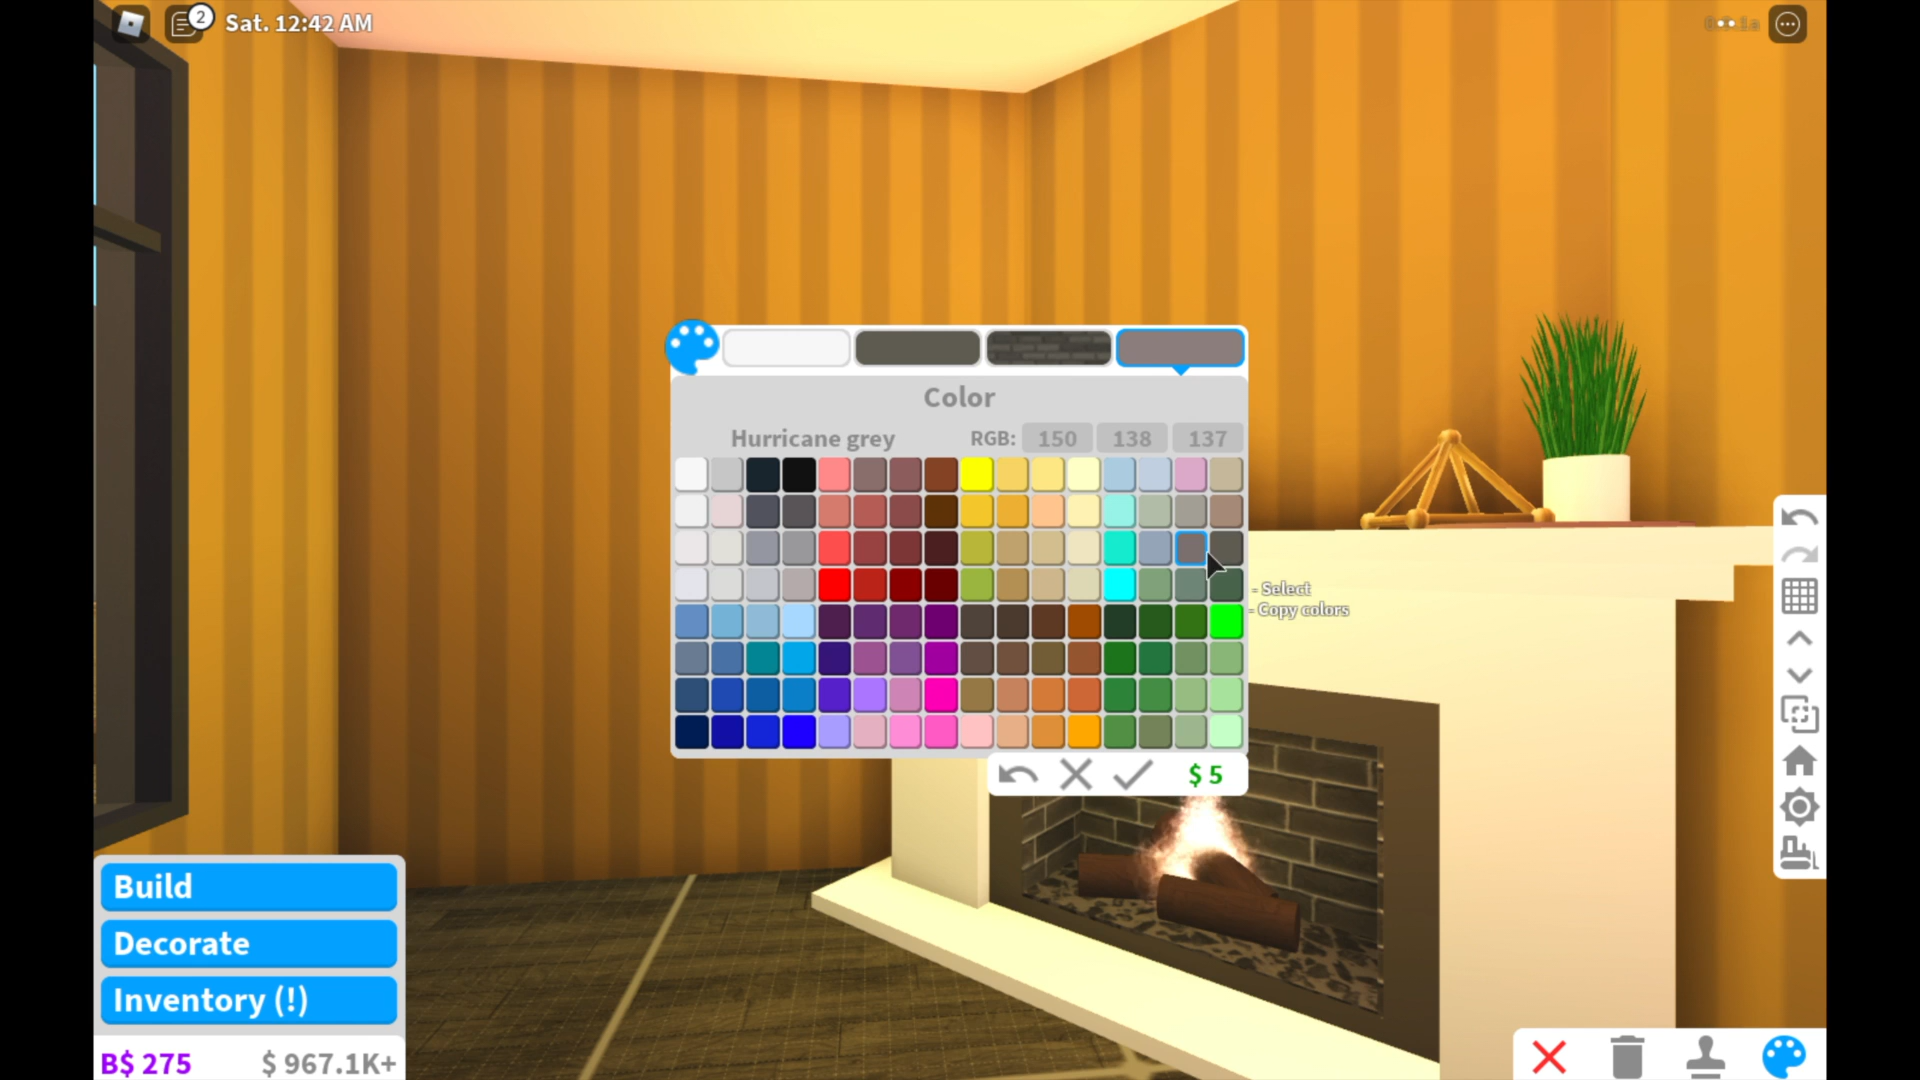 2
Sat. 12:42 AM
Color
Hurricane grey
RGB: 150 138 137
- Select
- Copy colors
$ 5
Build
Decorate
Inventory (!)
B$ 275
$ 967.1K+